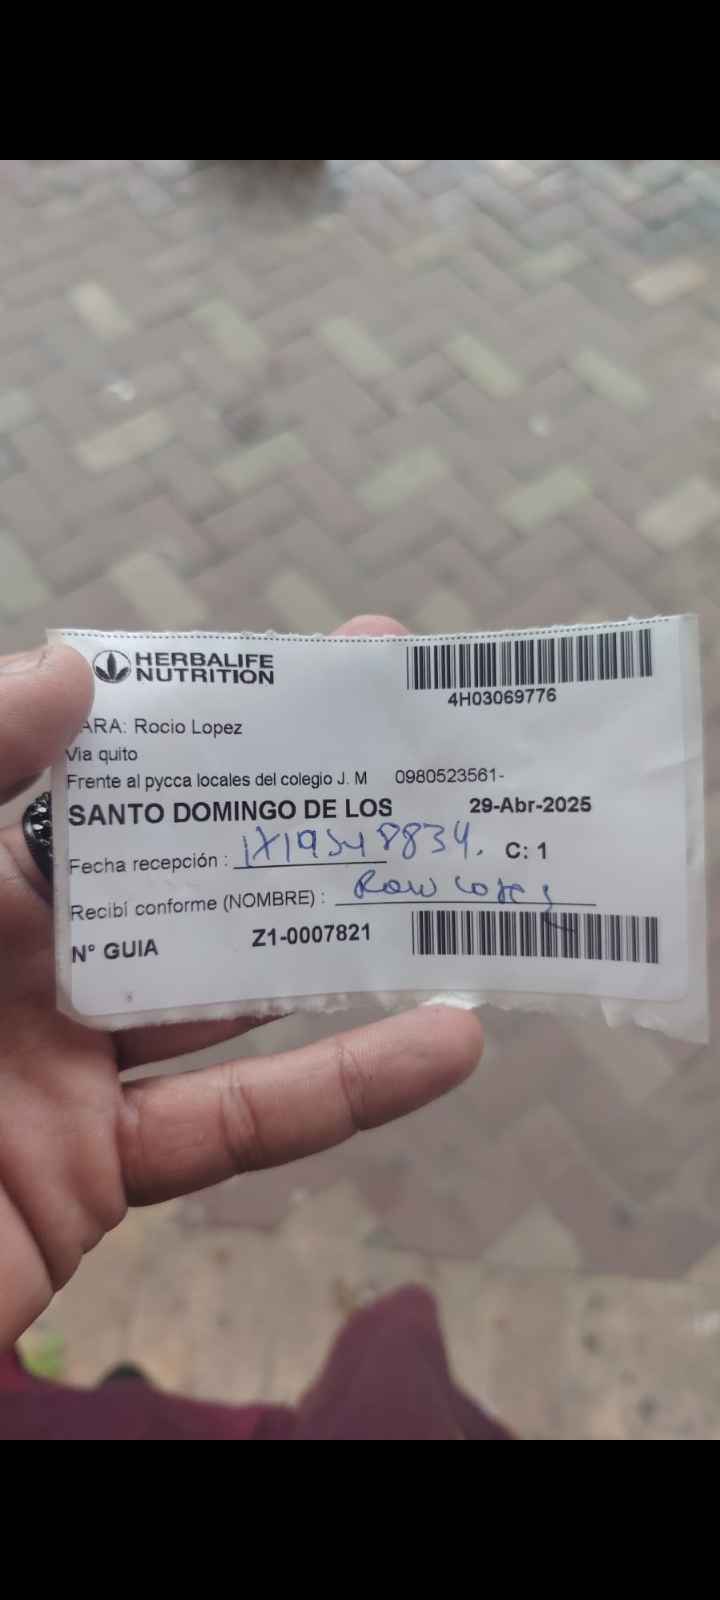 HERBALIFE
NUTRITION
4H03069776
ARA: Rocio Lopez
Via quito
Frente al pycca locales del colegio J. M 0980523561-
SANTO DOMINGO DE LOS 29-Abr-2025
Fecha recepción : C: 1
Recibí conforme (NOMBRE) :
N° GUIA Z1-0007821